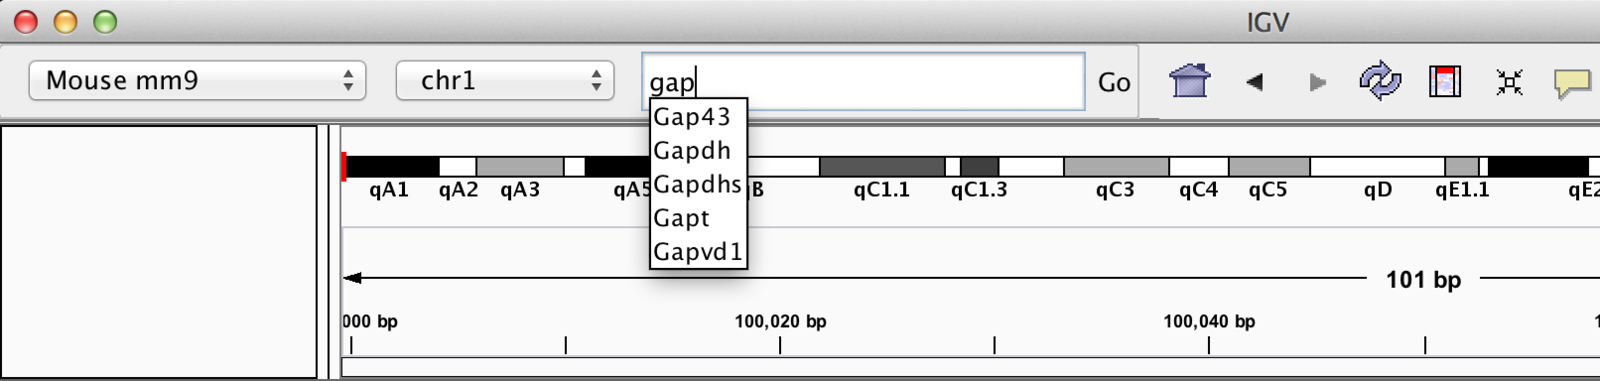 IGV
Mouse mm9 chr1 gap Go
Gap43
Gapdh
Gapdhs
Gapt
Gapvd1
qA1 qA2 qA3 qA5 qB qC1.1 qC1.3 qC3 qC4 qC5 qD qE1.1 qE2
101 bp
000 bp 100,020 bp 100,040 bp